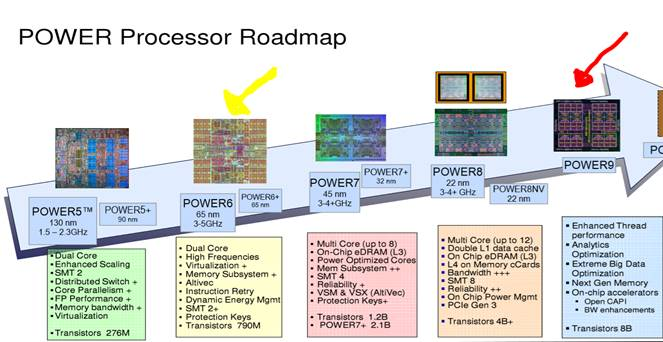 POWER Processor Roadmap
POWER5™
130 nm
1.5 – 2.3GHz
POWER5+
90 nm
POWER6
65 nm
3-5GHz
POWER6+
65 nm
POWER7
45 nm
3-4+GHz
POWER7+
32 nm
POWER8
22 nm
3-4+ GHz
POWER8NV
22 nm
POWER9
Dual Core
Enhanced Scaling
SMT 2
Distributed Switch +
Core Parallelism +
FP Performance +
Memory bandwidth +
Virtualization
Transistors 276M
Dual Core
High Frequencies
Virtualization +
Memory Subsystem +
Altivec
Instruction Retry
Dynamic Energy Mgmt
SMT 2+
Protection Keys
Transistors 790M
Multi Core (up to 8)
On-Chip eDRAM (L3)
Power Optimized Cores
Mem Subsystem ++
SMT 4
Reliability +
VSM & VSX (AltiVec)
Protection Keys+
Transistors 1.2B
POWER7+ 2.1B
Multi Core (up to 12)
Double L1 data cache
On Chip eDRAM (L3)
L4 on Memory cCards
Bandwidth +++
SMT 8
Reliability ++
On Chip Power Mgmt
PCIe Gen 3
Transistors 4B+
Enhanced Thread
performance
Analytics
Optimization
Extreme Big Data
Optimization
Next Gen Memory
On-chip accelerators
Open CAPI
BW enhancements
Transistors 8B